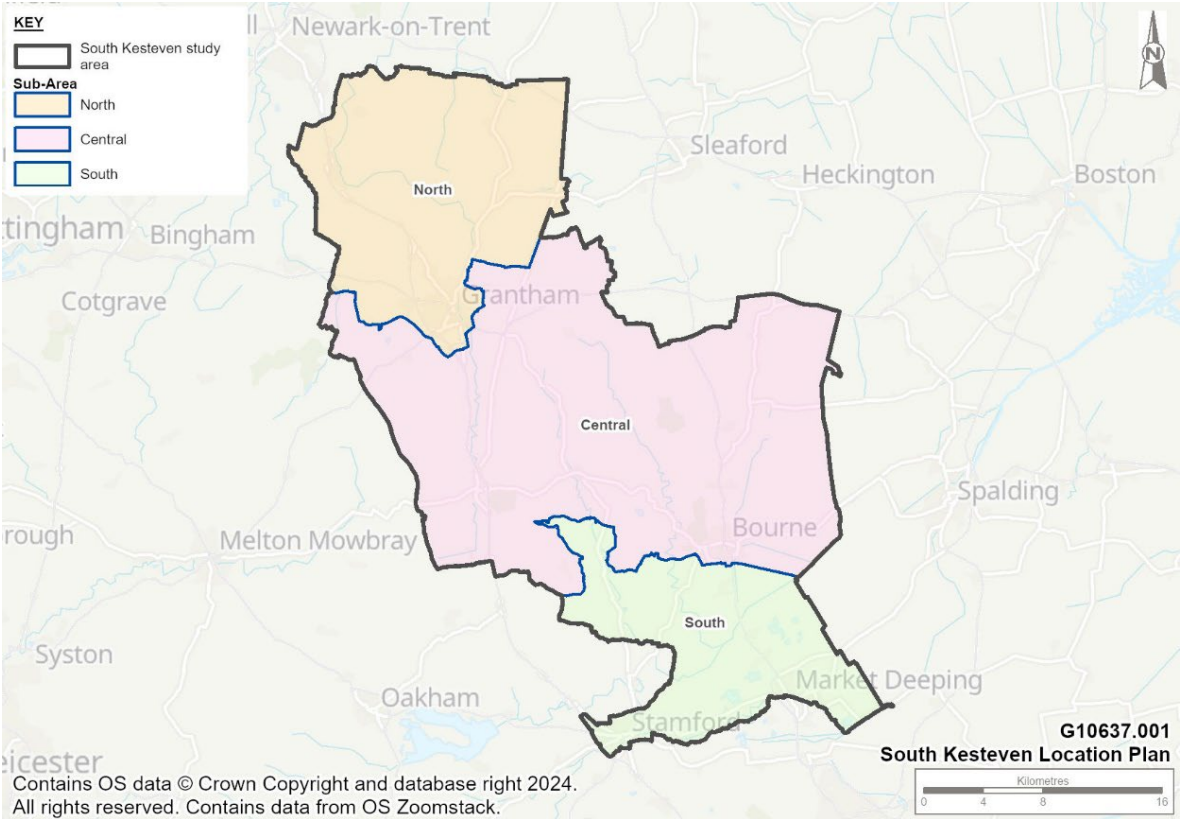 KEY
South Kesteven study
area
Sub-Area
North
Central
South
ll
Newark-on-Trent
N
Sleaford
Heckington
Boston
North
ttingham
Bingham
Cotgrave
Grantham
Central
Spalding
rough
Melton Mowbray
Bourne
South
Syston
Oakham
Market Deeping
Stamford
eicester
G10637.001
South Kesteven Location Plan
Kilometres
0 4 8 16
Contains OS data © Crown Copyright and database right 2024.
All rights reserved. Contains data from OS Zoomstack.